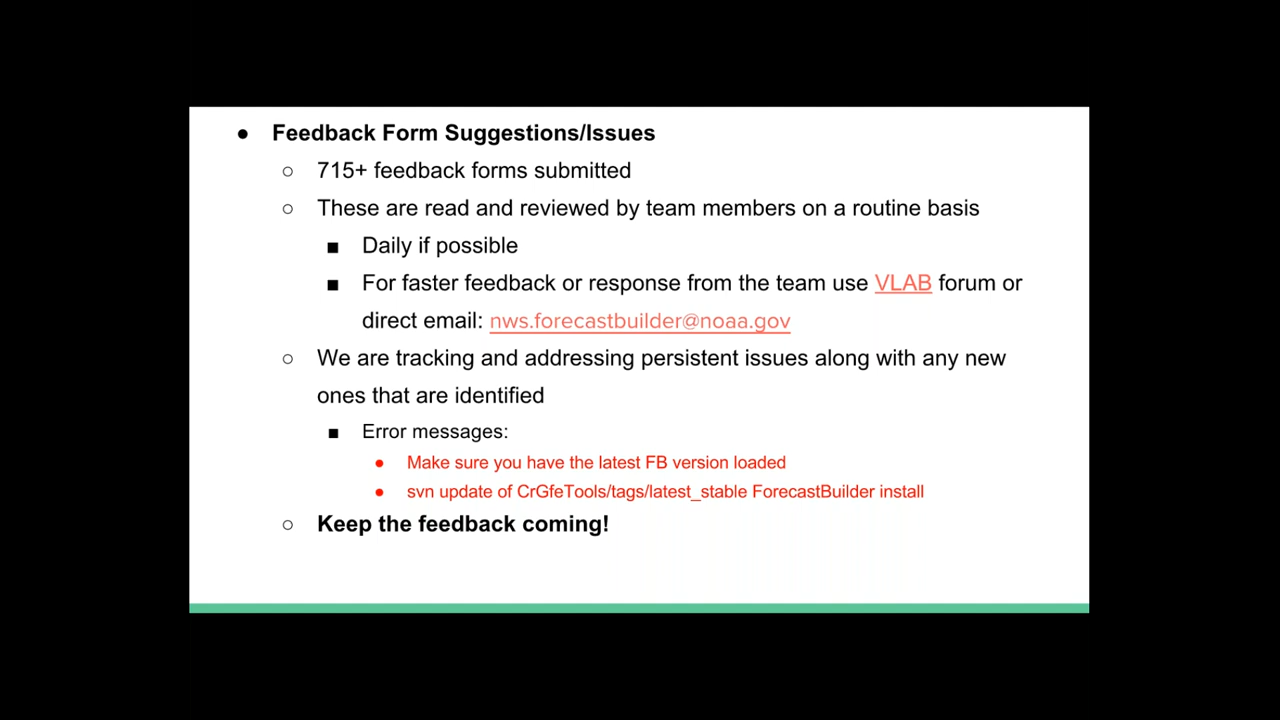 ● Feedback Form Suggestions/Issues
○ 715+ feedback forms submitted
○ These are read and reviewed by team members on a routine basis
■ Daily if possible
■ For faster feedback or response from the team use VLAB forum or
direct email: nws.forecastbuilder@noaa.gov
○ We are tracking and addressing persistent issues along with any new
ones that are identified
■ Error messages:
● Make sure you have the latest FB version loaded
● svn update of CrGfeTools/tags/latest_stable ForecastBuilder install
○ Keep the feedback coming!